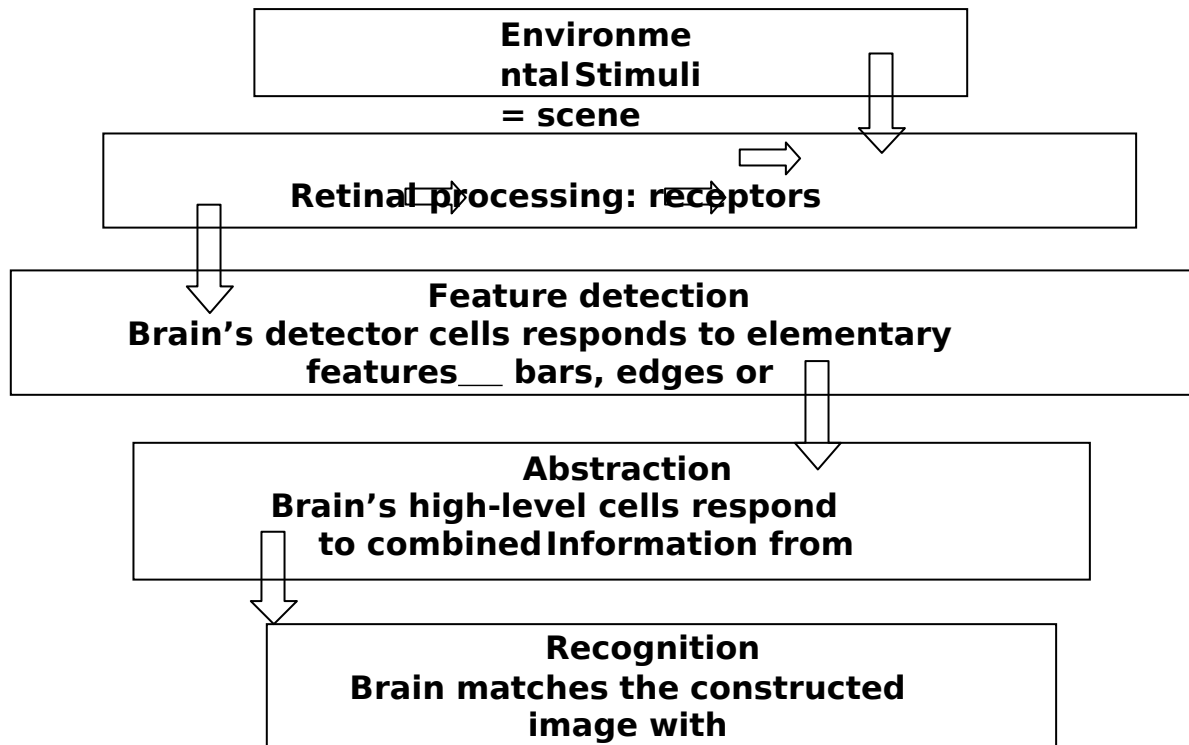 Environme
ntal Stimuli
= scene
Retinal processing: receptors
Feature detection
Brain’s detector cells responds to elementary
features__ bars, edges or
Abstraction
Brain’s high-level cells respond
to combined Information from
Recognition
Brain matches the constructed
image with